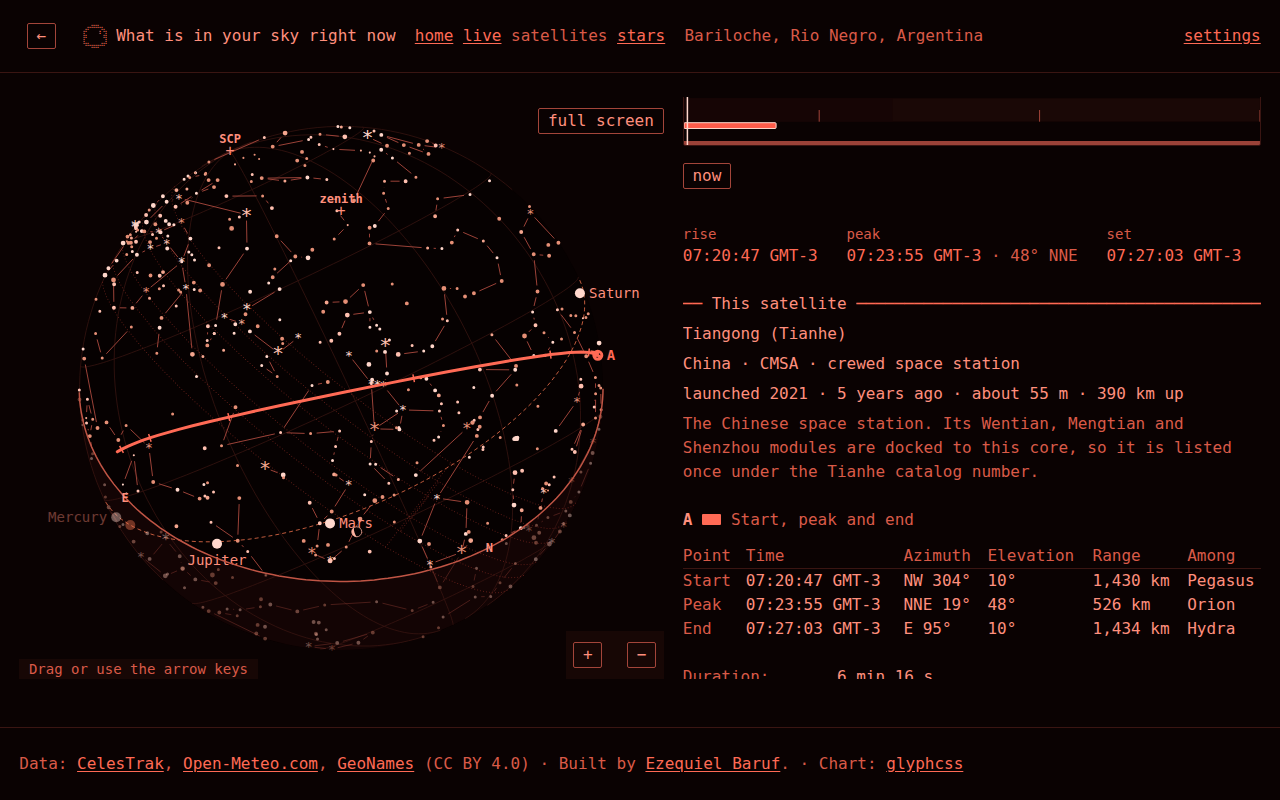 ← What is in your sky right now home live satellites stars Bariloche, Rio Negro, Argentina settings
full screen
SCP
zenith
Saturn
A
E
Mercury
Mars
Jupiter
N
+ −
Drag or use the arrow keys
now
rise peak set
07:20:47 GMT-3 07:23:55 GMT-3 · 48° NNE 07:27:03 GMT-3
This satellite
Tiangong (Tianhe)
China · CMSA · crewed space station
launched 2021 · 5 years ago · about 55 m · 390 km up
The Chinese space station. Its Wentian, Mengtian and
Shenzhou modules are docked to this core, so it is listed
once under the Tianhe catalog number.
A Start, peak and end
Point Time Azimuth Elevation Range Among
Start 07:20:47 GMT-3 NW 304° 10° 1,430 km Pegasus
Peak 07:23:55 GMT-3 NNE 19° 48° 526 km Orion
End 07:27:03 GMT-3 E 95° 10° 1,434 km Hydra
Duration: 6 min 16 s
Data: CelesTrak, Open-Meteo.com, GeoNames (CC BY 4.0) · Built by Ezequiel Baruf. · Chart: glyphcss